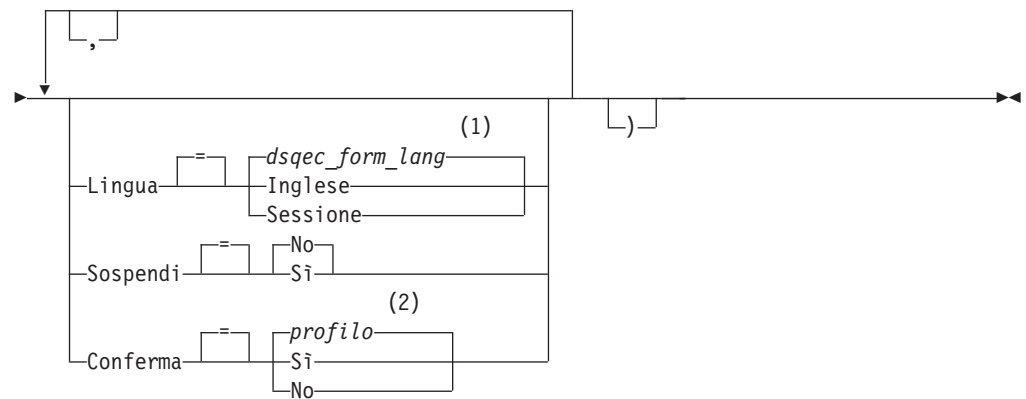 ,
)
(1)
Lingua = dsqec_form_lang
Inglese
Sessione
Sospendi = No
Sì
(2)
Conferma = profilo
Sì
No